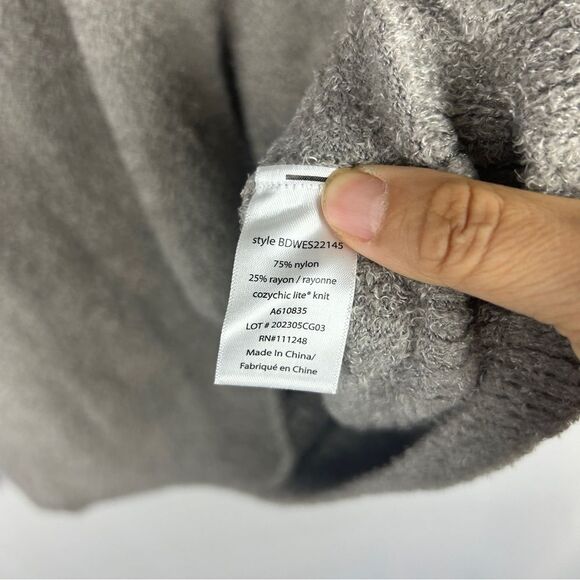 style BDWES22145
75% nylon
25% rayon / rayonne
cozychic lite® knit
A610835
LOT # 202305CG03
RN#111248
Made In China/
Fabriqué en Chine